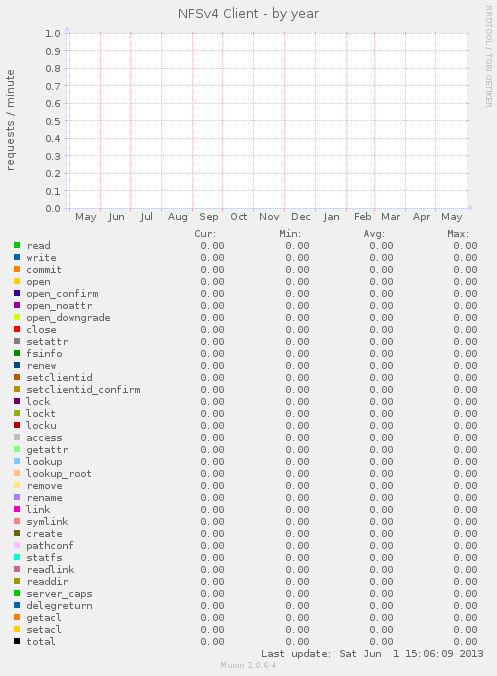 NFSv4 Client - by year
RRDTOOL / TOBI OETIKER
requests / minute
1.0
0.9
0.8
0.7
0.6
0.5
0.4
0.3
0.2
0.1
0.0
May Jun Jul Aug Sep Oct Nov Dec Jan Feb Mar Apr May
Cur: Min: Avg: Max:
read 0.00 0.00 0.00 0.00
write 0.00 0.00 0.00 0.00
commit 0.00 0.00 0.00 0.00
open 0.00 0.00 0.00 0.00
open_confirm 0.00 0.00 0.00 0.00
open_noattr 0.00 0.00 0.00 0.00
open_downgrade 0.00 0.00 0.00 0.00
close 0.00 0.00 0.00 0.00
setattr 0.00 0.00 0.00 0.00
fsinfo 0.00 0.00 0.00 0.00
renew 0.00 0.00 0.00 0.00
setclientid 0.00 0.00 0.00 0.00
setclientid_confirm 0.00 0.00 0.00 0.00
lock 0.00 0.00 0.00 0.00
lockt 0.00 0.00 0.00 0.00
locku 0.00 0.00 0.00 0.00
access 0.00 0.00 0.00 0.00
getattr 0.00 0.00 0.00 0.00
lookup 0.00 0.00 0.00 0.00
lookup_root 0.00 0.00 0.00 0.00
remove 0.00 0.00 0.00 0.00
rename 0.00 0.00 0.00 0.00
link 0.00 0.00 0.00 0.00
symlink 0.00 0.00 0.00 0.00
create 0.00 0.00 0.00 0.00
pathconf 0.00 0.00 0.00 0.00
statfs 0.00 0.00 0.00 0.00
readlink 0.00 0.00 0.00 0.00
readdir 0.00 0.00 0.00 0.00
server_caps 0.00 0.00 0.00 0.00
delegreturn 0.00 0.00 0.00 0.00
getacl 0.00 0.00 0.00 0.00
setacl 0.00 0.00 0.00 0.00
total 0.00 0.00 0.00 0.00
Last update: Sat Jun 1 15:06:09 2013
Munin 2.0.6-4